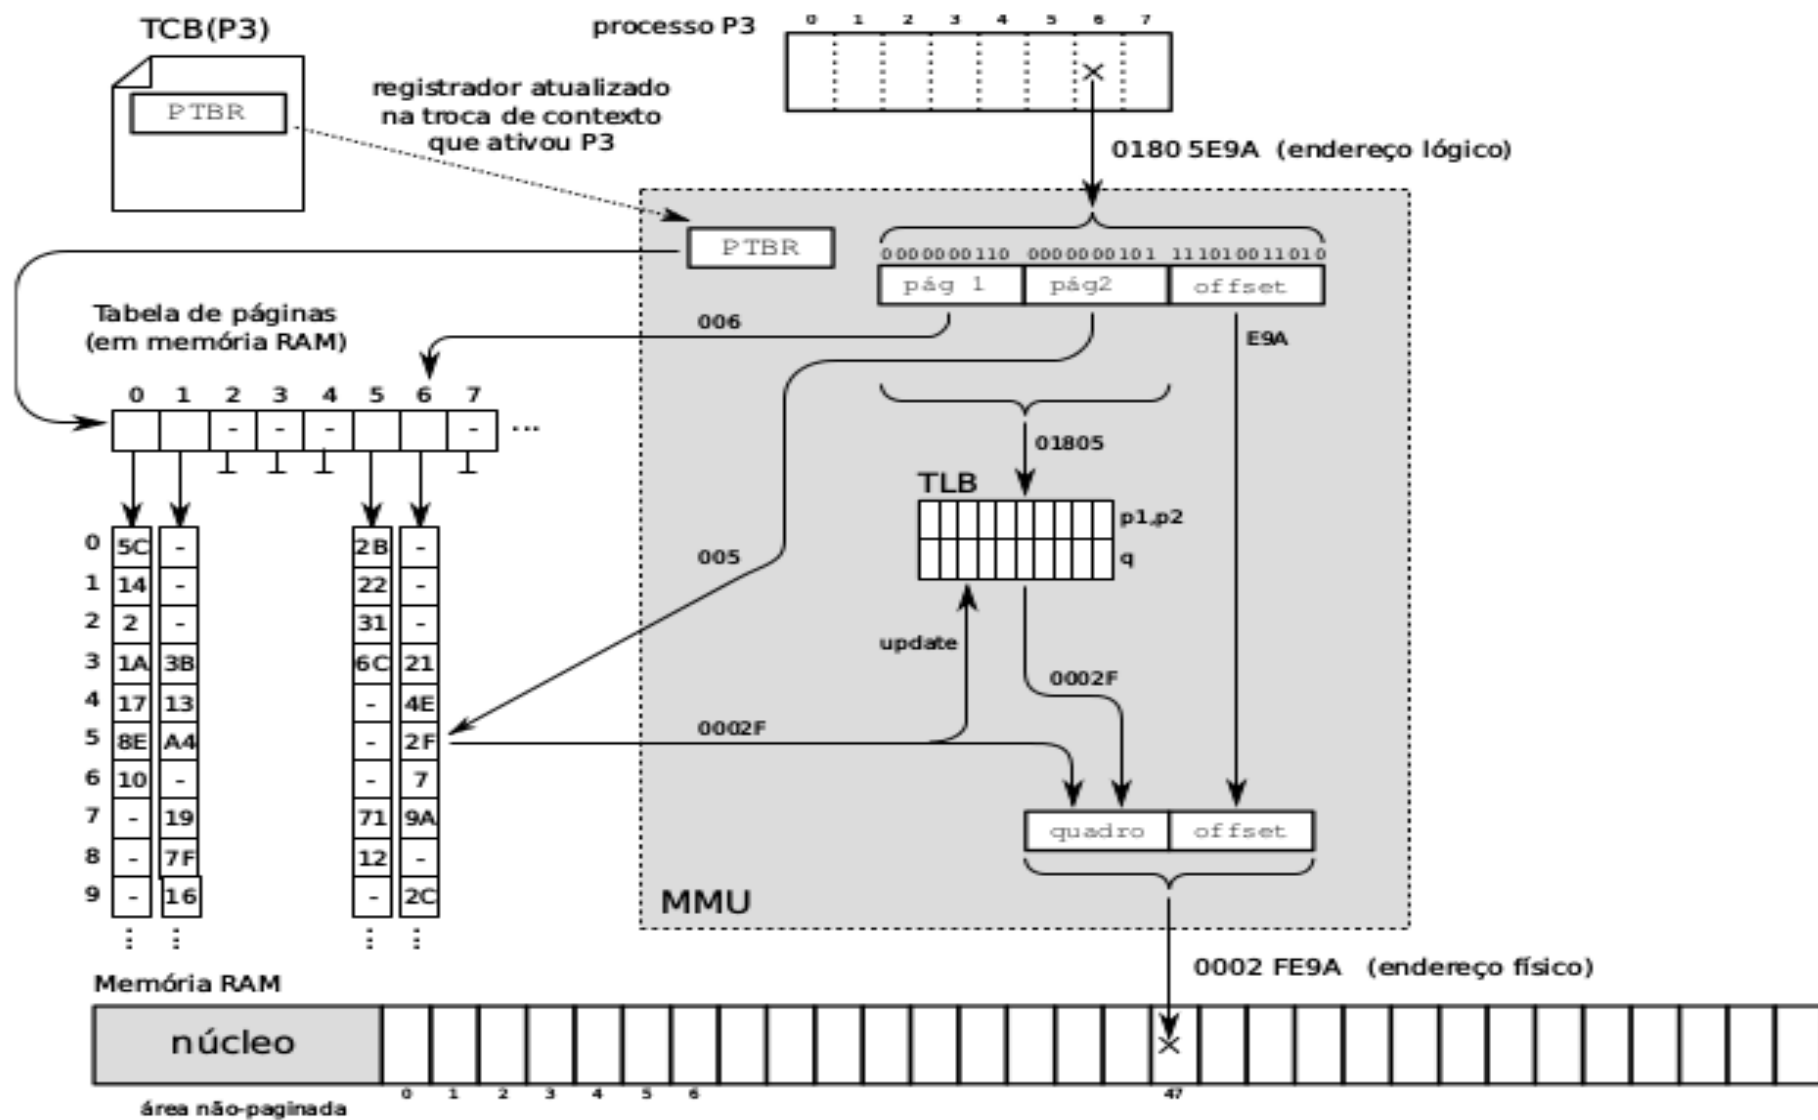 TCB(P3)
PTBR
registrador atualizado
na troca de contexto
que ativou P3
processo P3
0 1 2 3 4 5 6 7
0180 5E9A (endereço lógico)
PTBR
0000000110 0000000101 111010011010
pág 1 pág2 offset
Tabela de páginas
(em memória RAM)
006
E9A
0 1 2 3 4 5 6 7
- - - - ...
01805
TLB
p1,p2
q
005
update
0002F
0002F
0 5C - 2B -
1 14 - 22 -
2 2 - 31 -
3 1A 3B 6C 21
4 17 13 - 4E
5 8E A4 - 2F
6 10 - - 7
7 - 19 71 9A
8 - 7F 12 -
9 - 16 - 2C
quadro offset
MMU
0002 FE9A (endereço físico)
Memória RAM
núcleo
área não-paginada
0 1 2 3 4 5 6 47